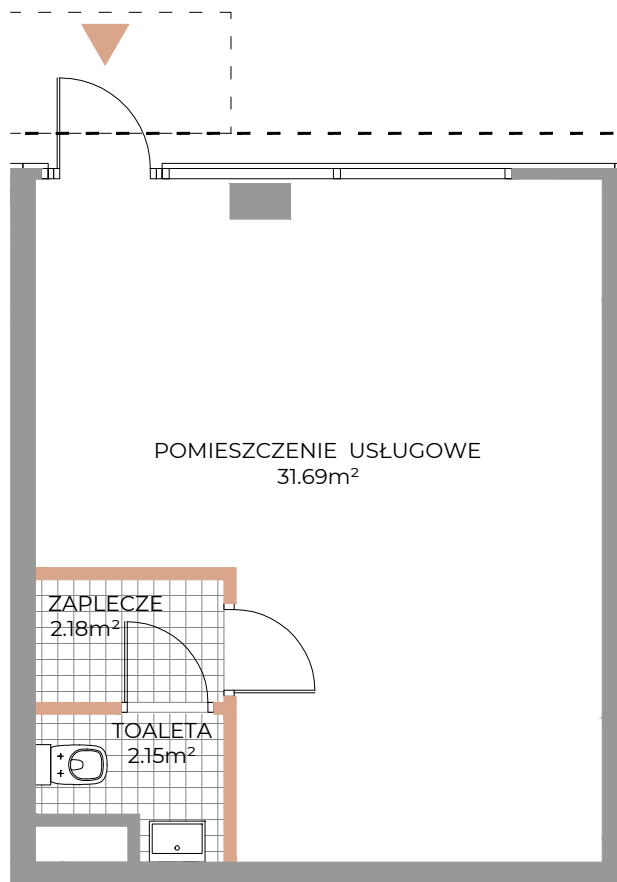 POMIESZCZENIE USŁUGOWE
31.69m²
ZAPLECZE
2.18m²
TOALETA
2.15m²